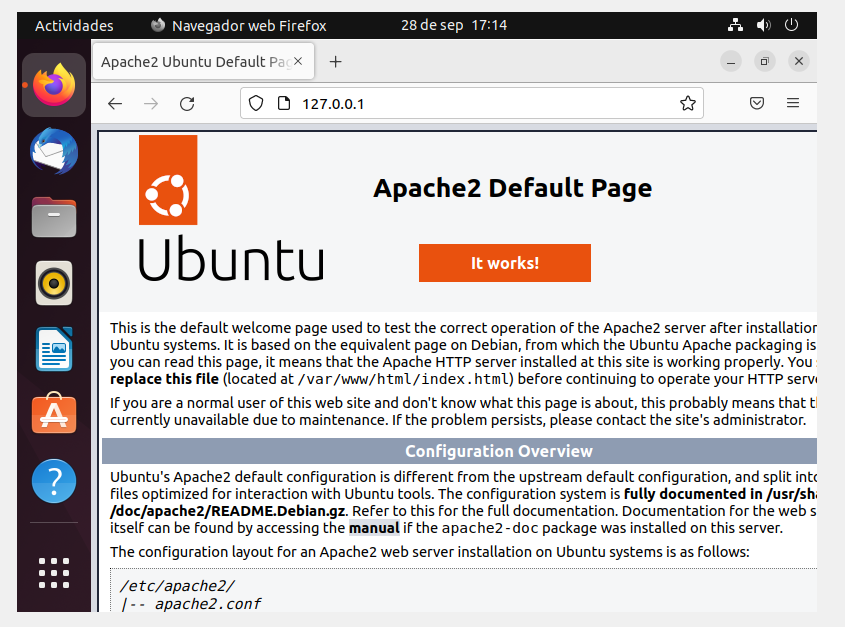 Actividades Navegador web Firefox 28 de sep 17:14
Apache2 Ubuntu Default Pag
127.0.0.1
Apache2 Default Page
Ubuntu
It works!
This is the default welcome page used to test the correct operation of the Apache2 server after installation
Ubuntu systems. It is based on the equivalent page on Debian, from which the Ubuntu Apache packaging is
you can read this page, it means that the Apache HTTP server installed at this site is working properly. You
replace this file (located at /var/www/html/index.html) before continuing to operate your HTTP serve
If you are a normal user of this web site and don't know what this page is about, this probably means that t
currently unavailable due to maintenance. If the problem persists, please contact the site's administrator.
Configuration Overview
Ubuntu's Apache2 default configuration is different from the upstream default configuration, and split into
files optimized for interaction with Ubuntu tools. The configuration system is fully documented in /usr/sha
/doc/apache2/README.Debian.gz. Refer to this for the full documentation. Documentation for the web s
itself can be found by accessing the manual if the apache2-doc package was installed on this server.
The configuration layout for an Apache2 web server installation on Ubuntu systems is as follows:
/etc/apache2/
|-- apache2.conf